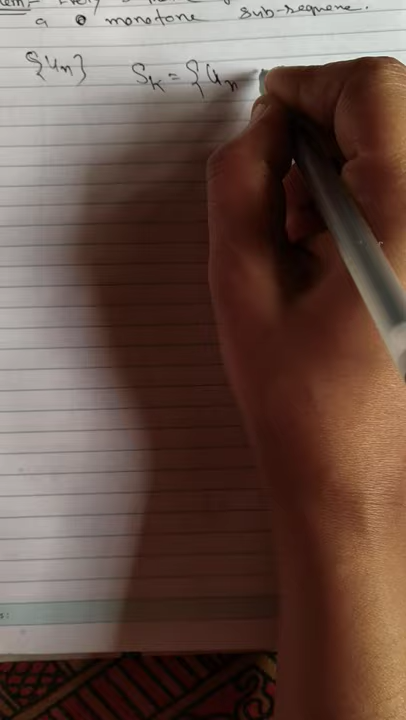 a monotone sub-sequence.
{Un} Sk = {Un